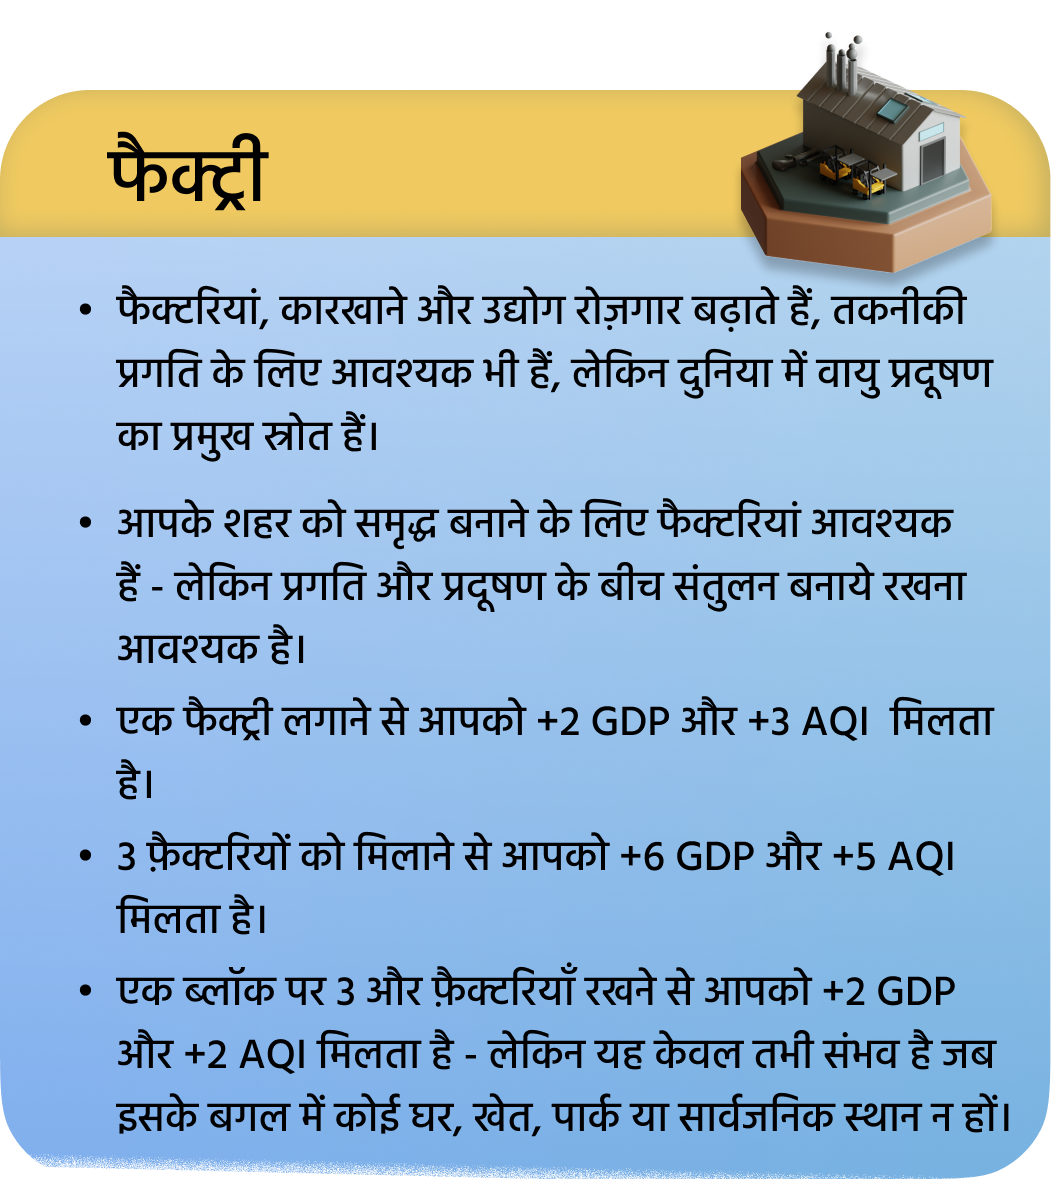 फैक्ट्री
• फैक्टरियां, कारखाने और उद्योग रोज़गार बढ़ाते हैं, तकनीकी
प्रगति के लिए आवश्यक भी हैं, लेकिन दुनिया में वायु प्रदूषण
का प्रमुख स्रोत हैं।
• आपके शहर को समृद्ध बनाने के लिए फैक्टरियां आवश्यक
हैं - लेकिन प्रगति और प्रदूषण के बीच संतुलन बनाये रखना
आवश्यक है।
• एक फैक्ट्री लगाने से आपको +2 GDP और +3 AQI मिलता
है।
• 3 फ़ैक्टरियों को मिलाने से आपको +6 GDP और +5 AQI
मिलता है।
• एक ब्लॉक पर 3 और फ़ैक्टरियाँ रखने से आपको +2 GDP
और +2 AQI मिलता है - लेकिन यह केवल तभी संभव है जब
इसके बगल में कोई घर, खेत, पार्क या सार्वजनिक स्थान न हों।